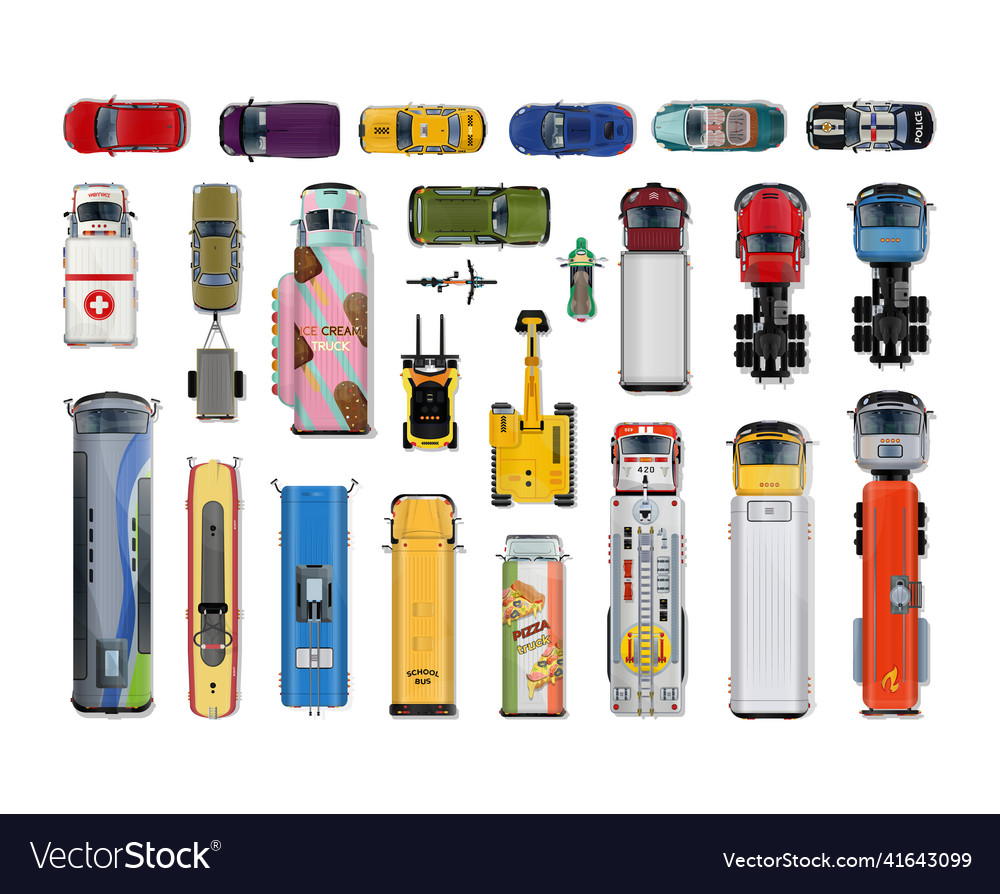 POLICE
ICE CREAM
TRUCK
420
PIZZA
truck
SCHOOL
BUS
VectorStock®
VectorStock.com/41643099